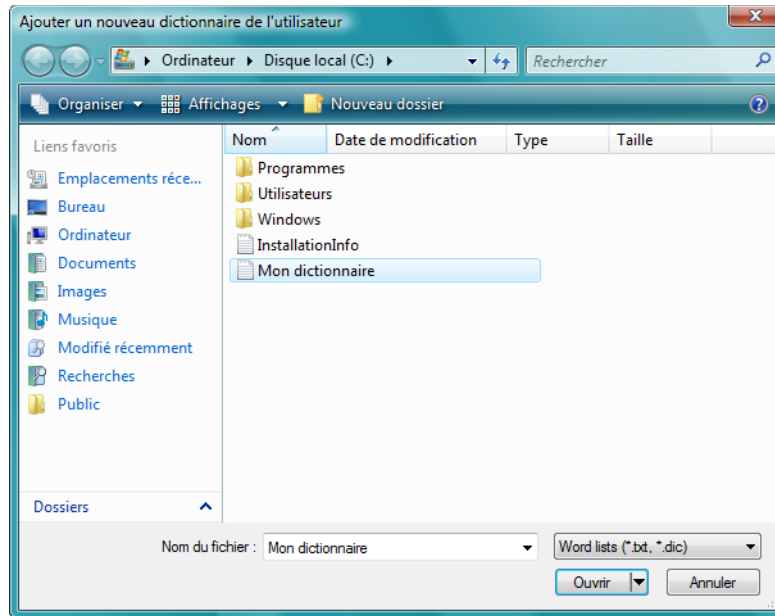 Ajouter un nouveau dictionnaire de l'utilisateur
Ordinateur Disque local (C:) Rechercher
Organiser Affichages Nouveau dossier
Liens favoris
Emplacements réce...
Bureau
Ordinateur
Documents
Images
Musique
Modifié récemment
Recherches
Public
Dossiers
Nom Date de modification Type Taille
Programmes
Utilisateurs
Windows
InstallationInfo
Mon dictionnaire
Nom du fichier : Mon dictionnaire Word lists (*.txt, *.dic)
Ouvrir Annuler